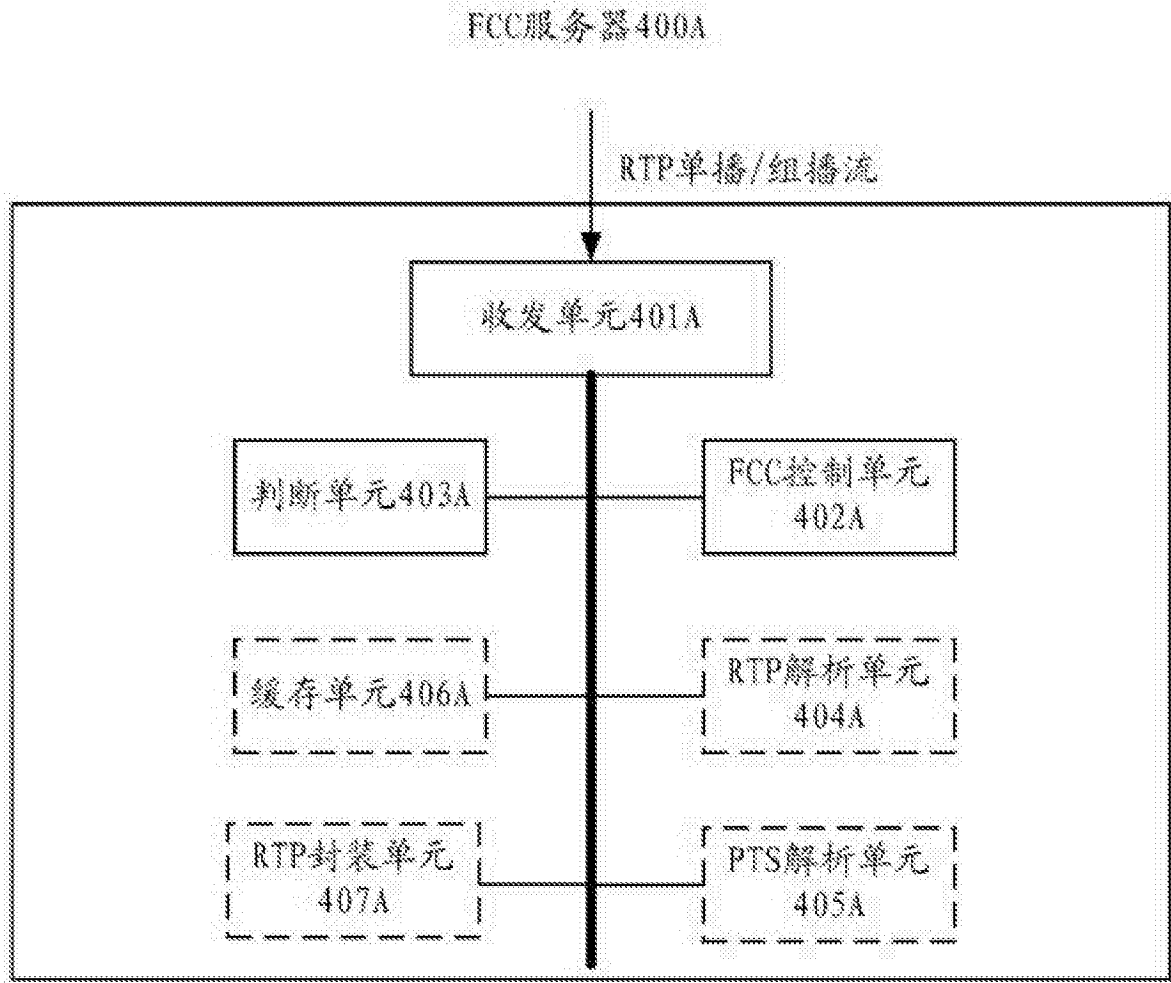 FCC服务器400A
RTP单播/组播流
收发单元401A
判断单元403A
FCC控制单元
402A
缓存单元406A
RTP解析单元
404A
RTP封装单元
407A
PTS解析单元
405A